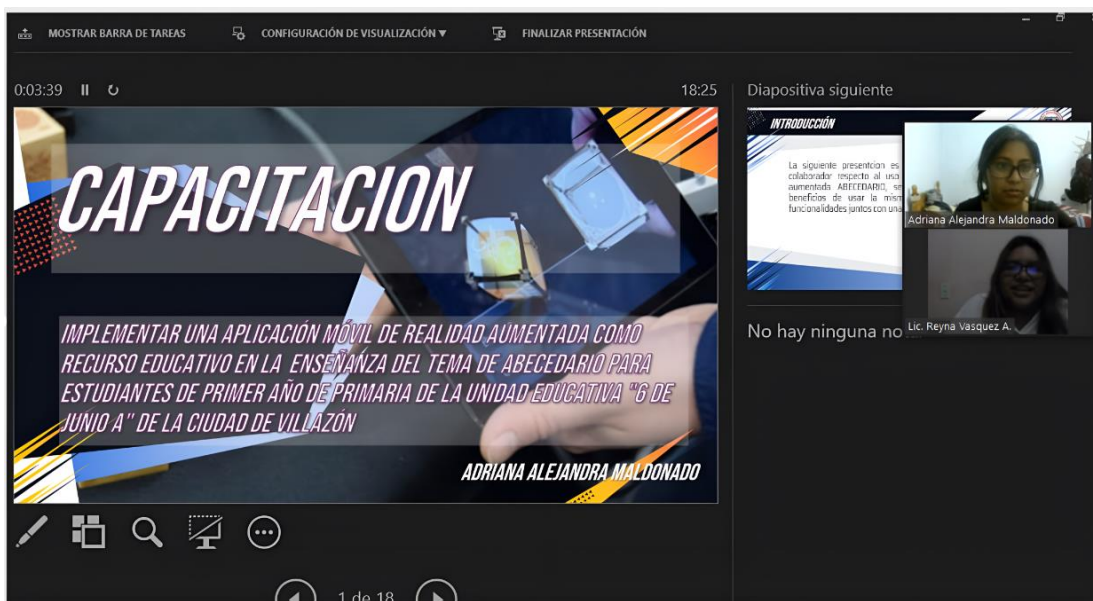 MOSTRAR BARRA DE TAREAS
CONFIGURACIÓN DE VISUALIZACIÓN ▼
FINALIZAR PRESENTACIÓN
0:03:39
18:25
CAPACITACION
IMPLEMENTAR UNA APLICACIÓN MÓVIL DE REALIDAD AUMENTADA COMO
RECURSO EDUCATIVO EN LA ENSEÑANZA DEL TEMA DE ABECEDARIO PARA
ESTUDIANTES DE PRIMER AÑO DE PRIMARIA DE LA UNIDAD EDUCATIVA "6 DE
JUNIO A" DE LA CIUDAD DE VILLAZÓN
ADRIANA ALEJANDRA MALDONADO
1 de 18
Diapositiva siguiente
INTRODUCCIÓN
La siguiente presentcion es
colaborador respecto al uso
aumentada ABECEDARIO, se
beneficios de usar la mism
funcionalidades juntos con una
Adriana Alejandra Maldonado
Lic. Reyna Vasquez A.
No hay ninguna no